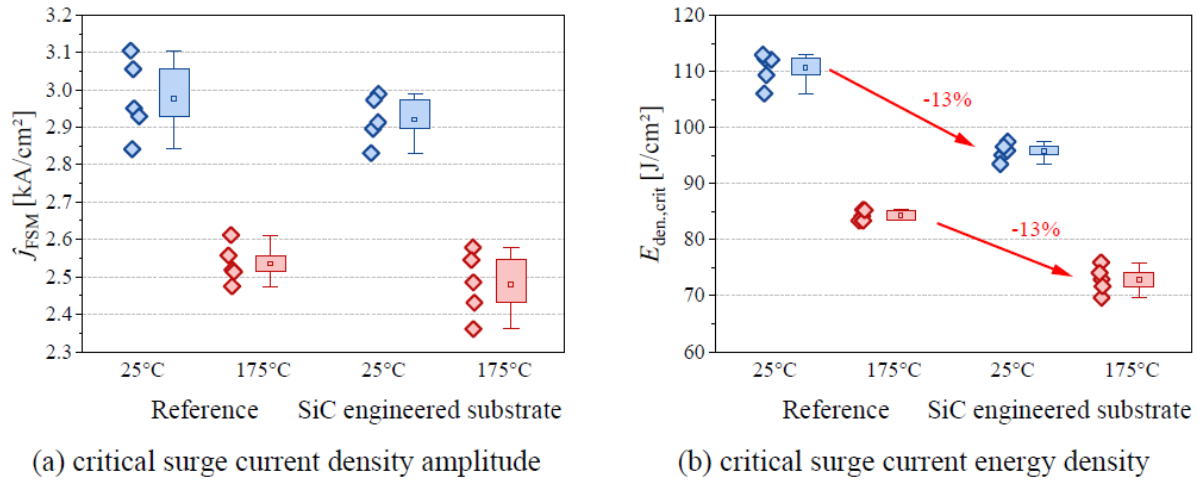 3.2
3.1
3.0
2.9
2.8
2.7
2.6
2.5
2.4
2.3
ĵFSM [kA/cm²]
25°C 175°C 25°C 175°C
Reference SiC engineered substrate
(a) critical surge current density amplitude
120
110
100
90
80
70
60
Eden.,crit [J/cm²]
-13%
-13%
25°C 175°C 25°C 175°C
Reference SiC engineered substrate
(b) critical surge current energy density